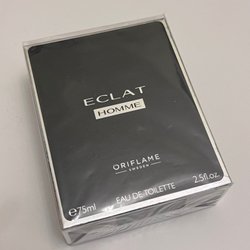 ECLAT
HOMME
ORIFLAME
SWEDEN
℮75ml 2.5fl.oz.
EAU DE TOILETTE